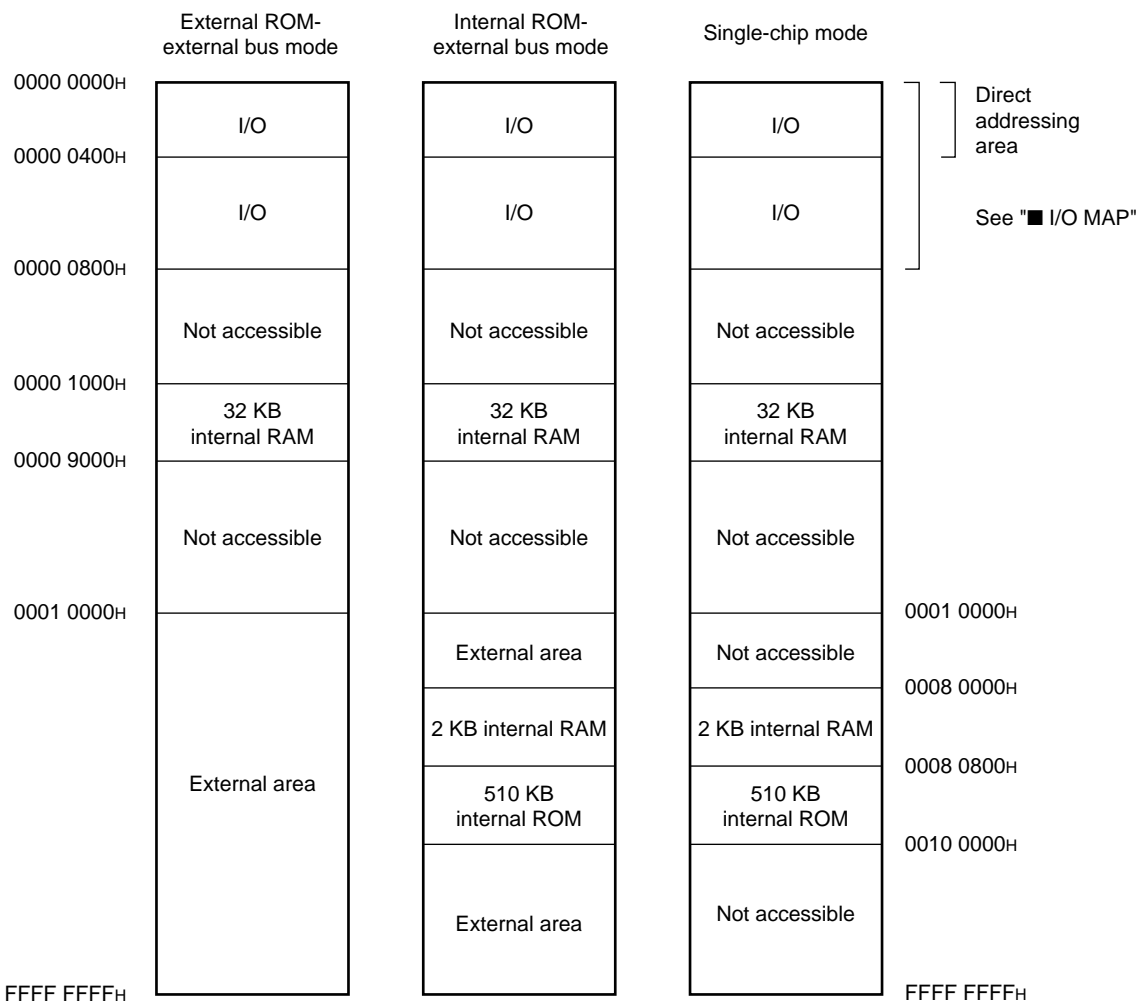 External ROM-
external bus mode
Internal ROM-
external bus mode
Single-chip mode
0000 0000H
I/O
I/O
I/O
Direct
addressing
area
0000 0400H
I/O
I/O
I/O
See "■ I/O MAP"
0000 0800H
Not accessible
Not accessible
Not accessible
0000 1000H
32 KB
internal RAM
32 KB
internal RAM
32 KB
internal RAM
0000 9000H
Not accessible
Not accessible
Not accessible
0001 0000H
0001 0000H
External area
Not accessible
0008 0000H
2 KB internal RAM
2 KB internal RAM
0008 0800H
External area
510 KB
internal ROM
510 KB
internal ROM
0010 0000H
External area
Not accessible
FFFF FFFFH
FFFF FFFFH